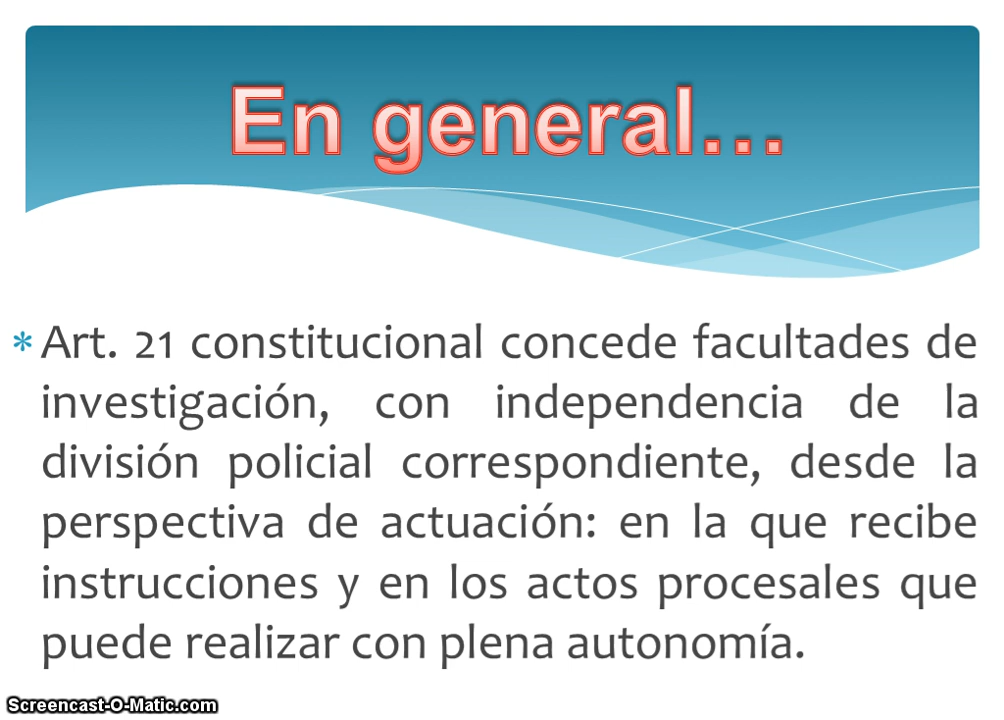 En general...
* Art. 21 constitucional concede facultades de
investigación, con independencia de la
división policial correspondiente, desde la
perspectiva de actuación: en la que recibe
instrucciones y en los actos procesales que
puede realizar con plena autonomía.
Screencast-O-Matic.com